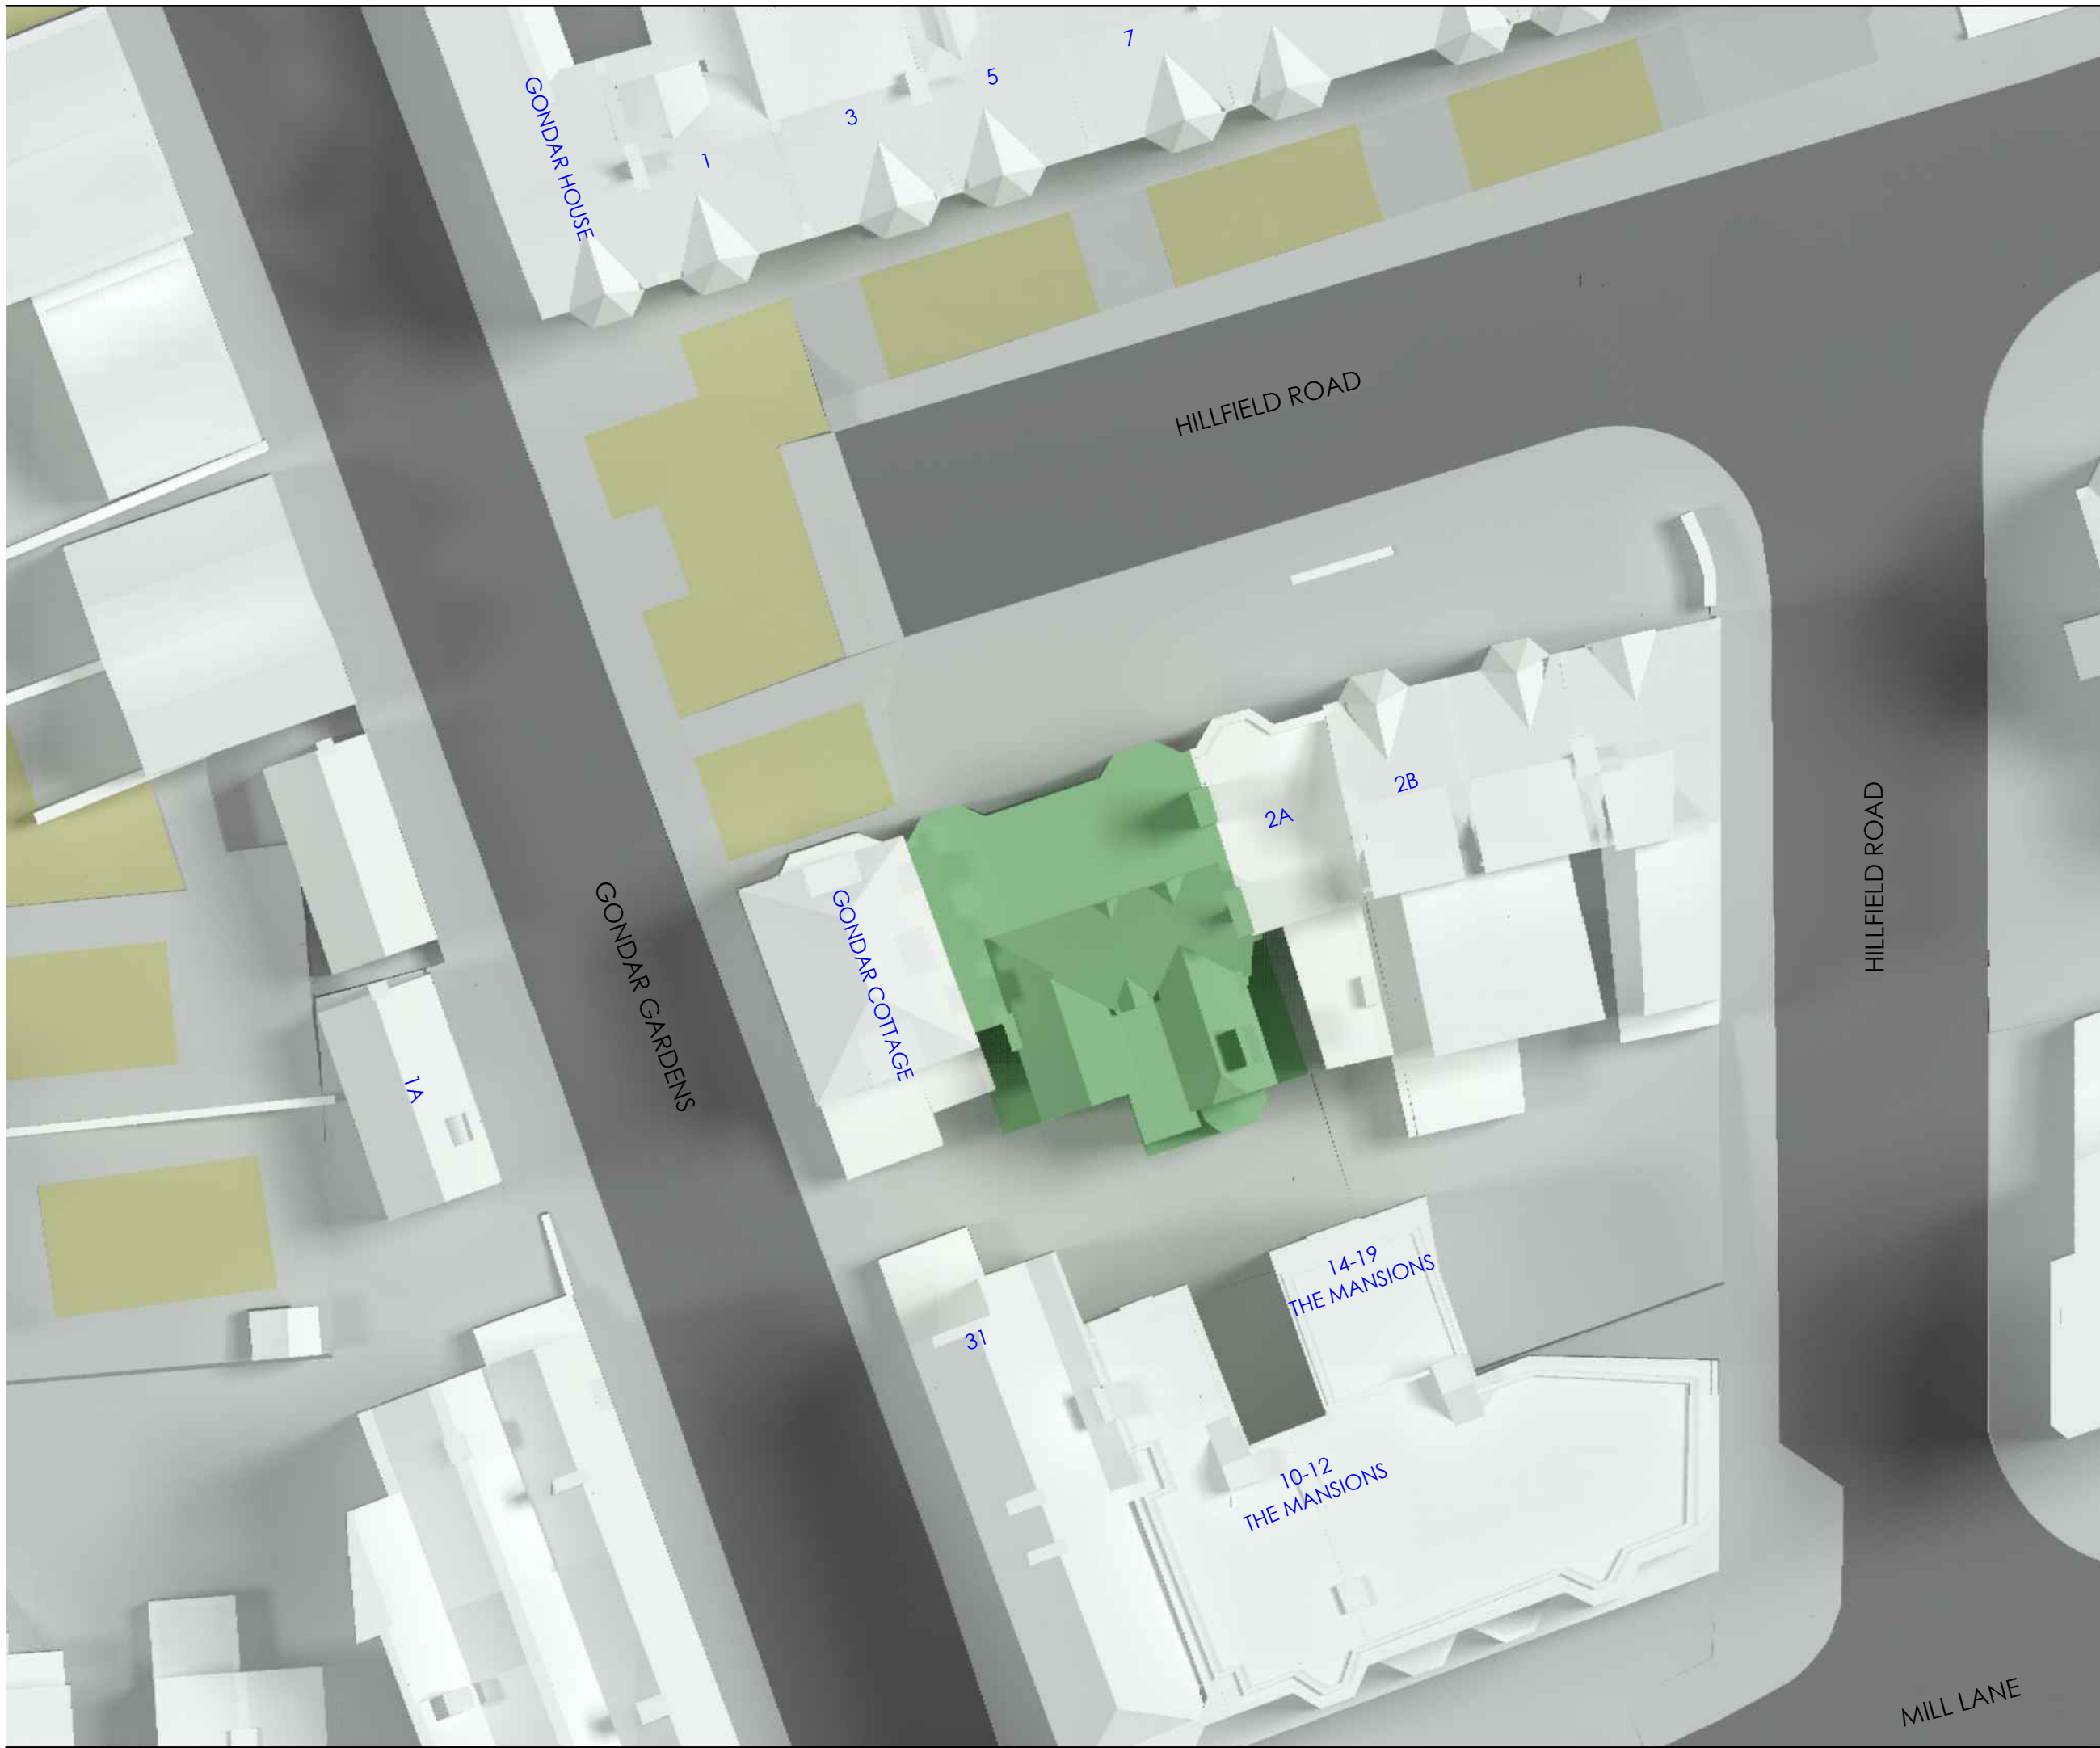 7
5
3
1
GONDAR HOUSE
HILLFIELD ROAD
2B
2A
HILLFIELD ROAD
GONDAR COTTAGE
GONDAR GARDENS
1A
14-19
THE MANSIONS
31
10-12
THE MANSIONS
MILL LANE